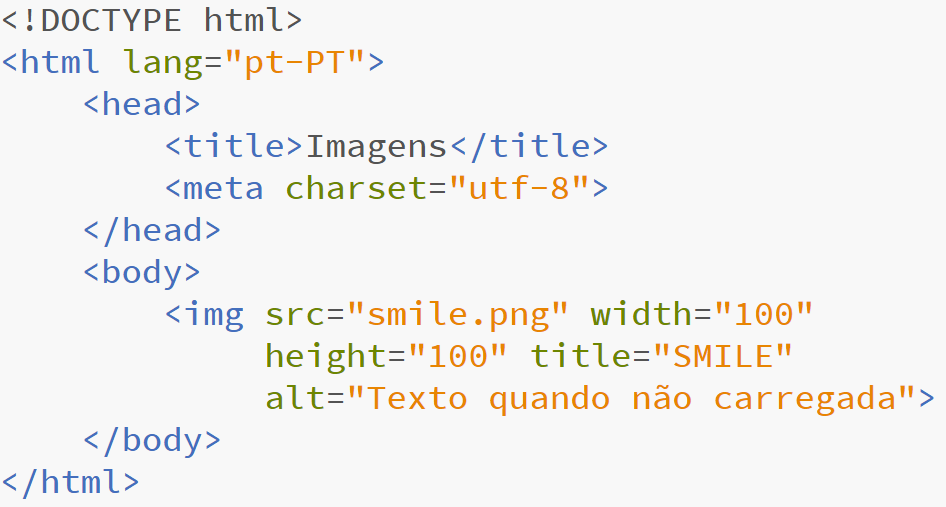 <!DOCTYPE html>
<html lang="pt-PT">
    <head>
        <title>Imagens</title>
        <meta charset="utf-8">
    </head>
    <body>
        <img src="smile.png" width="100"
             height="100" title="SMILE"
             alt="Texto quando não carregada">
    </body>
</html>